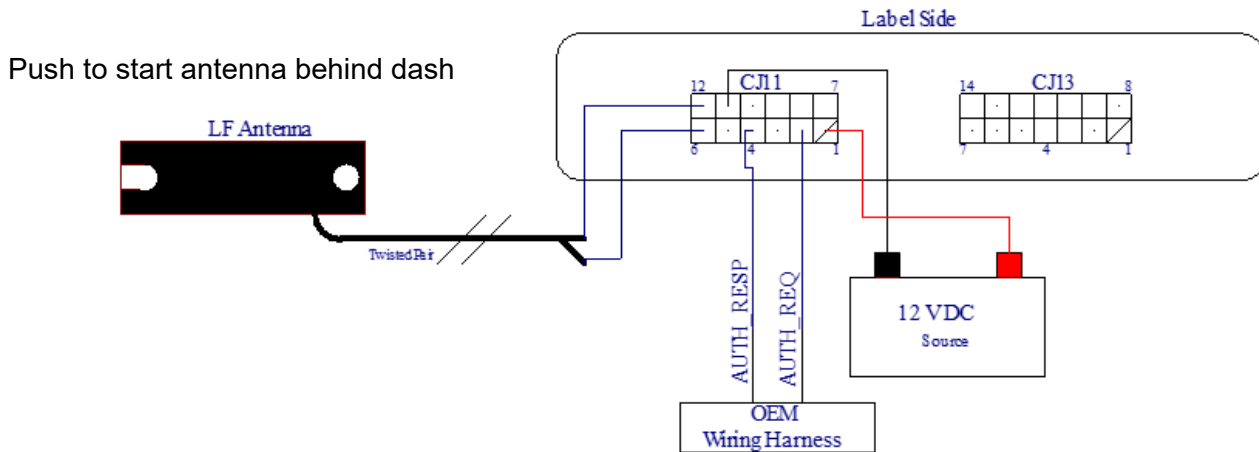 Label Side
Push to start antenna behind dash
LF Antenna
12 CJ11 7
6 4 1
14 CJ13 8
7 4 1
Twisted Pair
AUTH_RESP
AUTH_REQ
12 VDC
Source
OEM
Wiring Harness